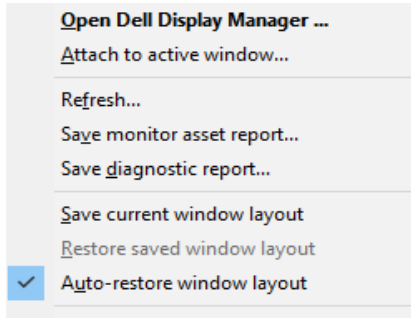 Open Dell Display Manager ...
Attach to active window...
Refresh...
Save monitor asset report...
Save diagnostic report...
Save current window layout
Restore saved window layout
Auto-restore window layout